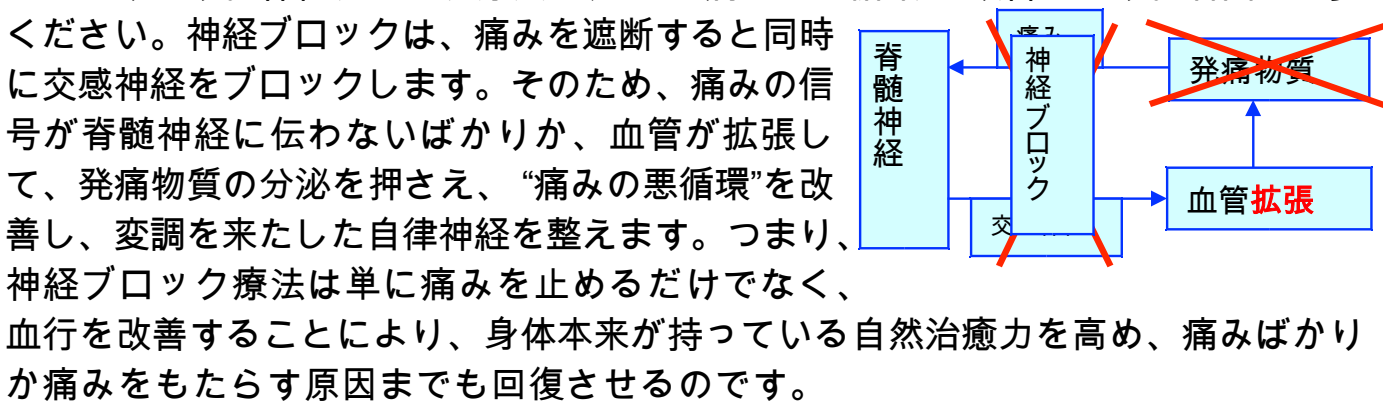 ください。神経ブロックは、痛みを遮断すると同時
に交感神経をブロックします。そのため、痛みの信
号が脊髄神経に伝わないばかりか、血管が拡張し
て、発痛物質の分泌を押さえ、“痛みの悪循環”を改
善し、変調を来たした自律神経を整えます。つまり、
神経ブロック療法は単に痛みを止めるだけでなく、
血行を改善することにより、身体本来が持っている自然治癒力を高め、痛みばかり
か痛みをもたらす原因までも回復させるのです。
脊髄神経
痛み
神経ブロック
交
発痛物質
血管拡張